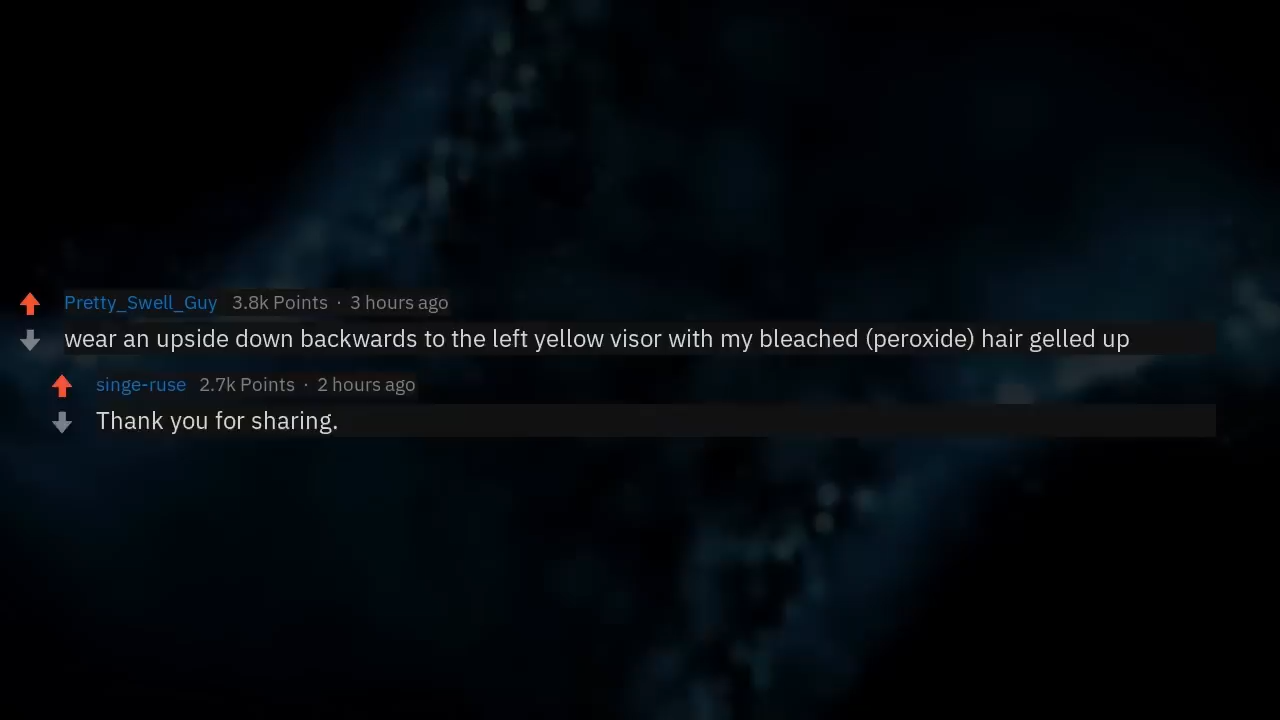 Pretty_Swell_Guy 3.8k Points · 3 hours ago
wear an upside down backwards to the left yellow visor with my bleached (peroxide) hair gelled up
singe-ruse 2.7k Points · 2 hours ago
Thank you for sharing.